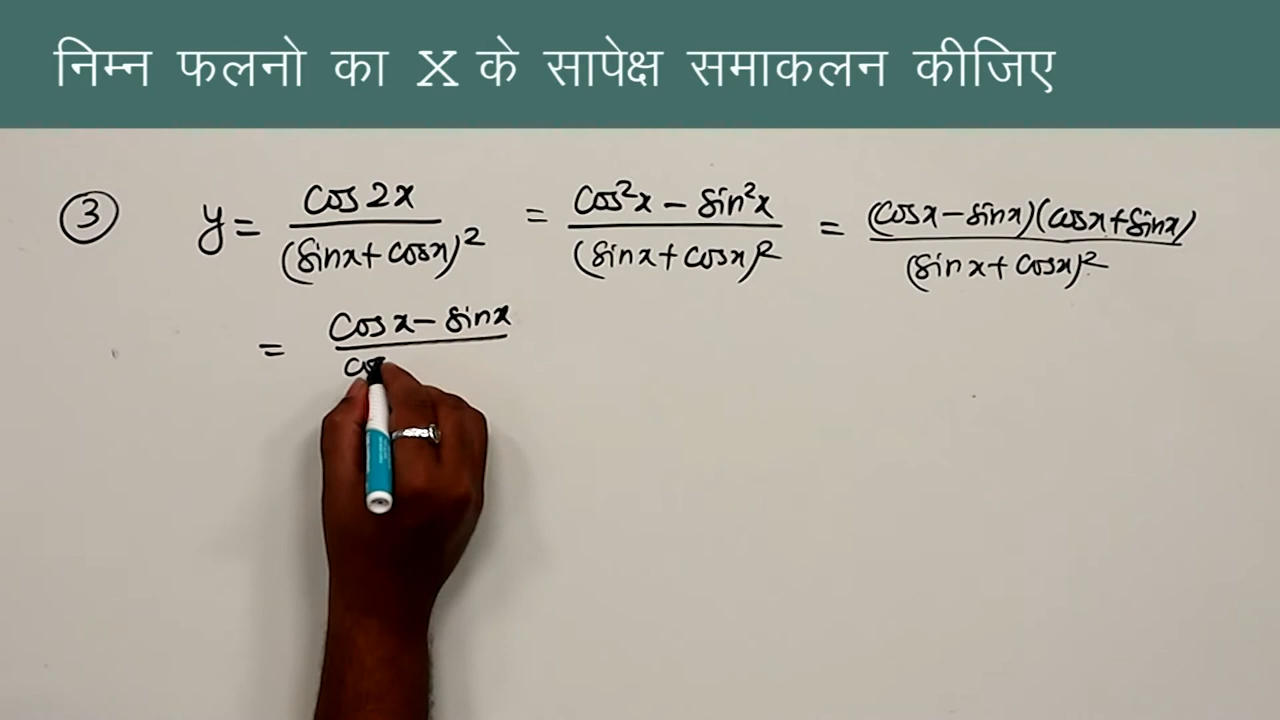 निम्न फलनो का X के सापेक्ष समाकलन कीजिए
③ y = cos2x / (sinx + cosx)² = cos²x - sin²x / (sinx + cosx)² = (cosx - sinx)(cosx + sinx) / (sinx + cosx)²
= cosx - sinx / cos